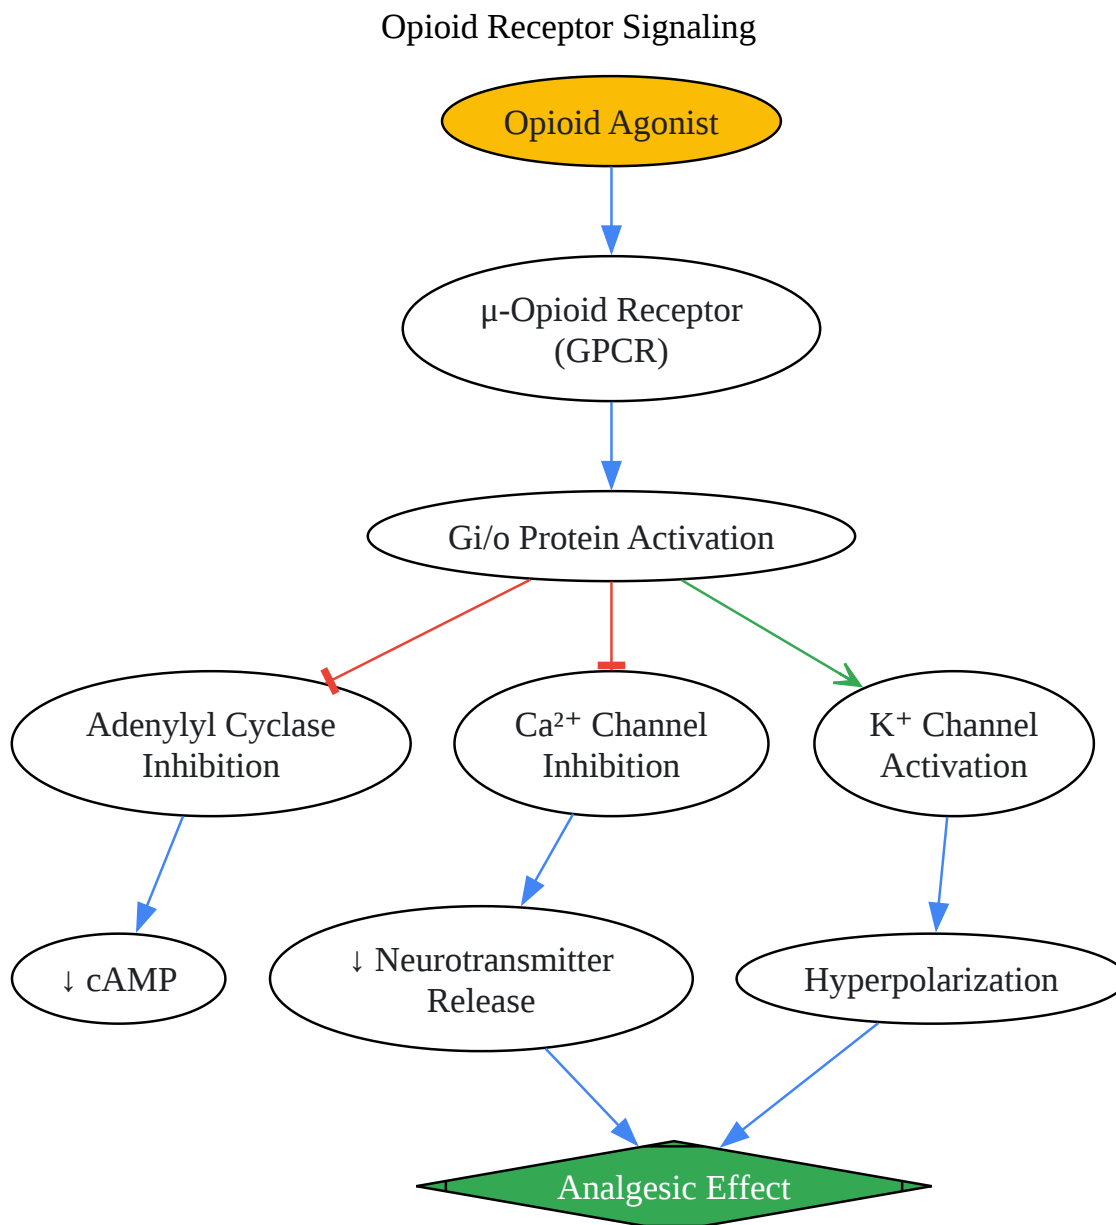 Opioid Receptor Signaling
Opioid Agonist
μ-Opioid Receptor
(GPCR)
Gi/o Protein Activation
Adenylyl Cyclase
Inhibition
Ca²⁺ Channel
Inhibition
K⁺ Channel
Activation
↓ cAMP
↓ Neurotransmitter
Release
Hyperpolarization
Analgesic Effect